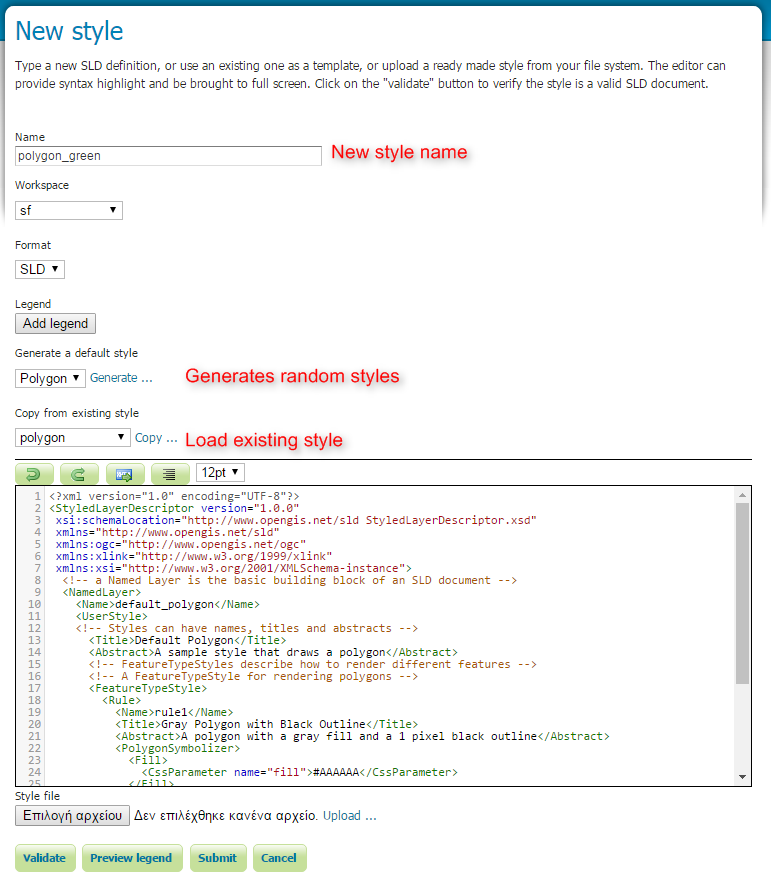 New style
Type a new SLD definition, or use an existing one as a template, or upload a ready made style from your file system. The editor can
provide syntax highlight and be brought to full screen. Click on the "validate" button to verify the style is a valid SLD document.
Name
polygon_green New style name
Workspace
sf
Format
SLD
Legend
Add legend
Generate a default style
Polygon Generate ... Generates random styles
Copy from existing style
polygon Copy ... Load existing style
12pt
1 <?xml version="1.0" encoding="UTF-8"?>
2 <StyledLayerDescriptor version="1.0.0"
3 xsi:schemaLocation="http://www.opengis.net/sld StyledLayerDescriptor.xsd"
4 xmlns="http://www.opengis.net/sld"
5 xmlns:ogc="http://www.opengis.net/ogc"
6 xmlns:xlink="http://www.w3.org/1999/xlink"
7 xmlns:xsi="http://www.w3.org/2001/XMLSchema-instance">
8 <!-- a Named Layer is the basic building block of an SLD document -->
9 <NamedLayer>
10 <Name>default_polygon</Name>
11 <UserStyle>
12 <!-- Styles can have names, titles and abstracts -->
13 <Title>Default Polygon</Title>
14 <Abstract>A sample style that draws a polygon</Abstract>
15 <!-- FeatureTypeStyles describe how to render different features -->
16 <!-- A FeatureTypeStyle for rendering polygons -->
17 <FeatureTypeStyle>
18 <Rule>
19 <Name>rule1</Name>
20 <Title>Gray Polygon with Black Outline</Title>
21 <Abstract>A polygon with a gray fill and a 1 pixel black outline</Abstract>
22 <PolygonSymbolizer>
23 <Fill>
24 <CssParameter name="fill">#AAAAAA</CssParameter>
25 </Fill>
Style file
Επιλογή αρχείου Δεν επιλέχθηκε κανένα αρχείο. Upload ...
Validate Preview legend Submit Cancel